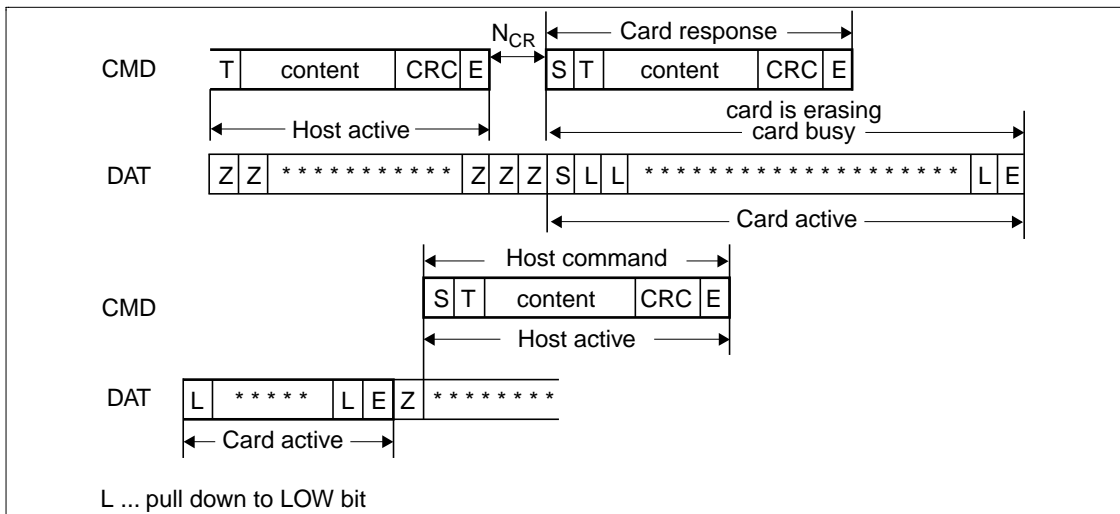 N_CR Card response
CMD T content CRC E S T content CRC E
card is erasing
Host active card busy
DAT Z Z * * * * * * * * * * * Z Z Z S L L * * * * * * * * * * * * * * * * * * * * L E
Card active
Host command
CMD S T content CRC E
Host active
DAT L * * * * * L E Z * * * * * * * *
Card active
L ... pull down to LOW bit